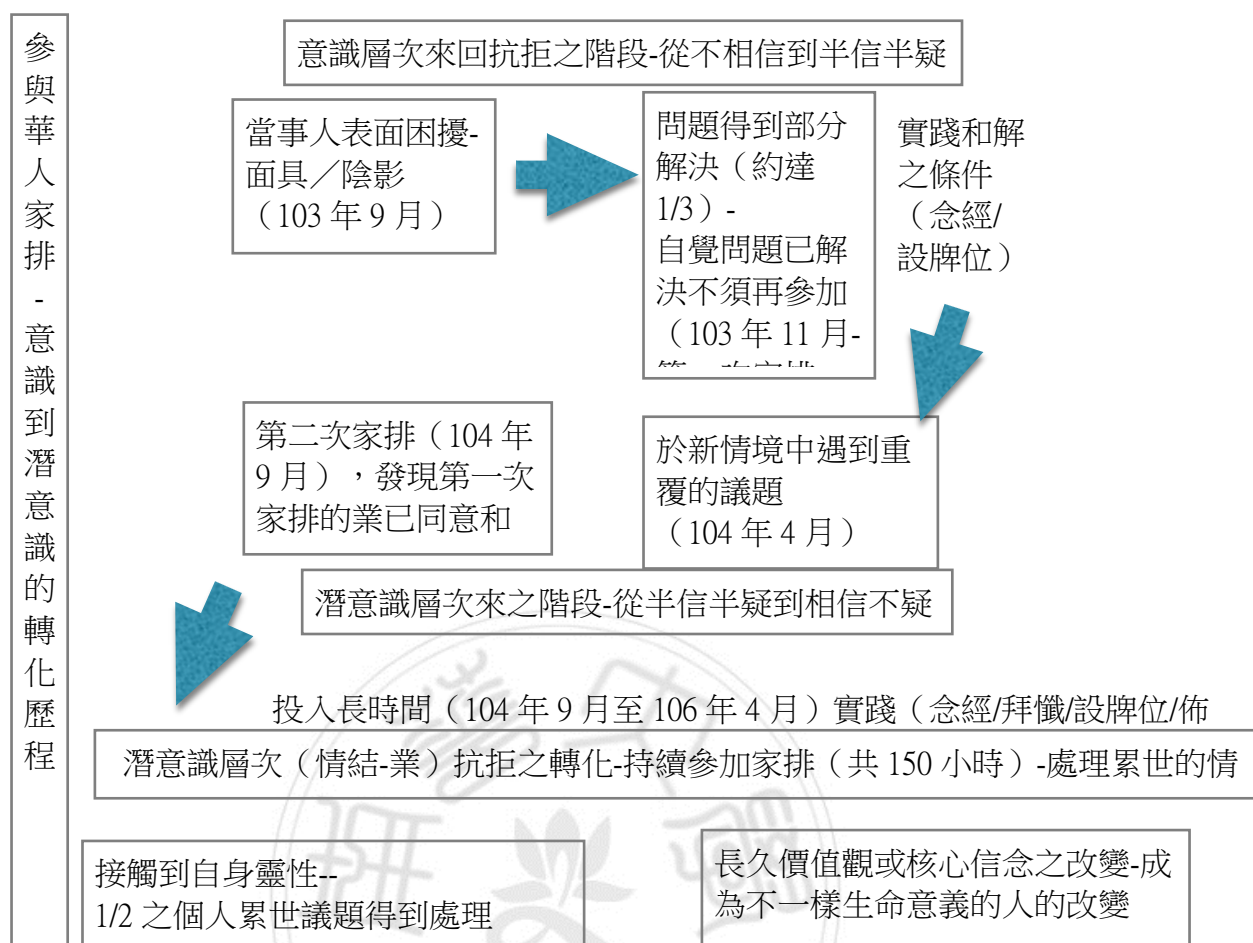 參與華人家排-意識到潛意識的轉化歷程
意識層次來回抗拒之階段-從不相信到半信半疑
當事人表面困擾-
面具／陰影
（103 年 9 月）
問題得到部分
解決（約達
1/3）-
自覺問題已解
決不須再參加
（103 年 11 月-
實踐和解
之條件
（念經/
設牌位）
第二次家排（104 年
9 月），發現第一次
家排的業已同意和
於新情境中遇到重
覆的議題
（104 年 4 月）
潛意識層次來之階段-從半信半疑到相信不疑
投入長時間（104 年 9 月至 106 年 4 月）實踐（念經/拜懺/設牌位/佈
潛意識層次（情結-業）抗拒之轉化-持續參加家排（共 150 小時）-處理累世的情
接觸到自身靈性--
1/2 之個人累世議題得到處理
長久價值觀或核心信念之改變-成
為不一樣生命意義的人的改變